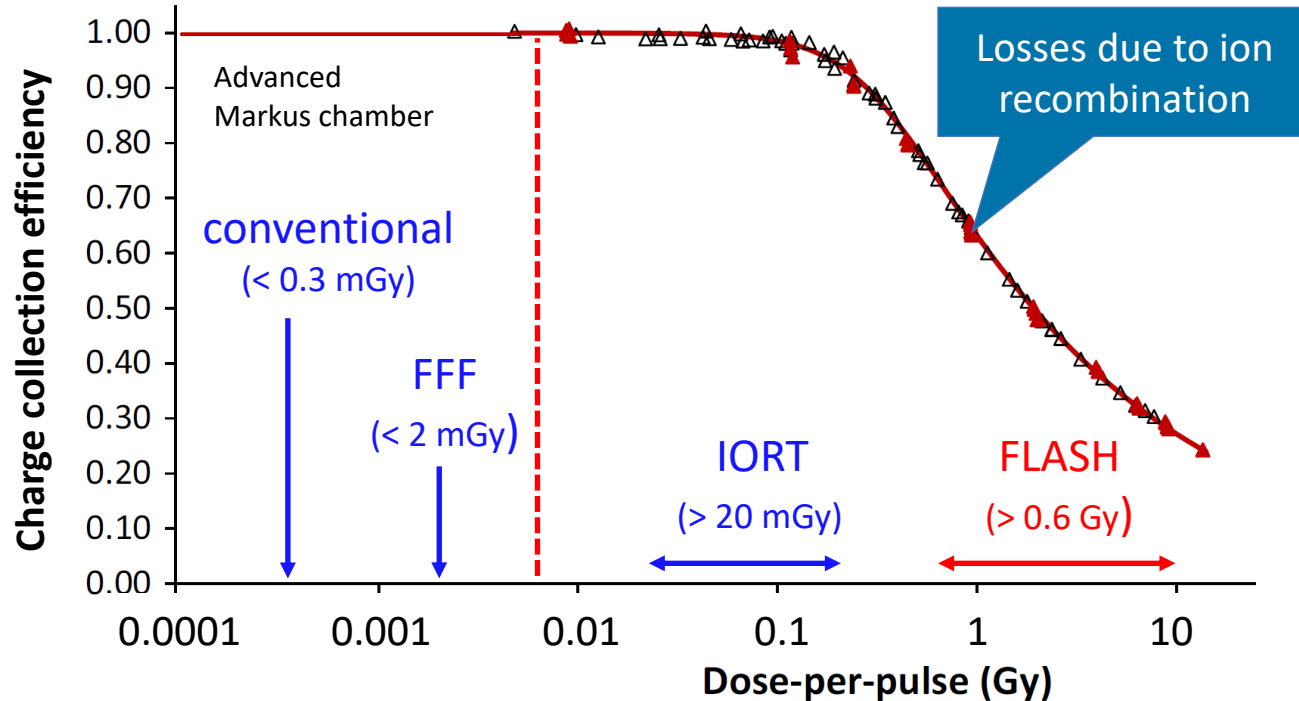 Charge collection efficiency
1.00
0.90
0.80
0.70
0.60
0.50
0.40
0.30
0.20
0.10
0.00
Advanced
Markus chamber
Losses due to ion
recombination
conventional
(< 0.3 mGy)
FFF
(< 2 mGy)
IORT
(> 20 mGy)
FLASH
(> 0.6 Gy)
0.0001
0.001
0.01
0.1
1
10
Dose-per-pulse (Gy)